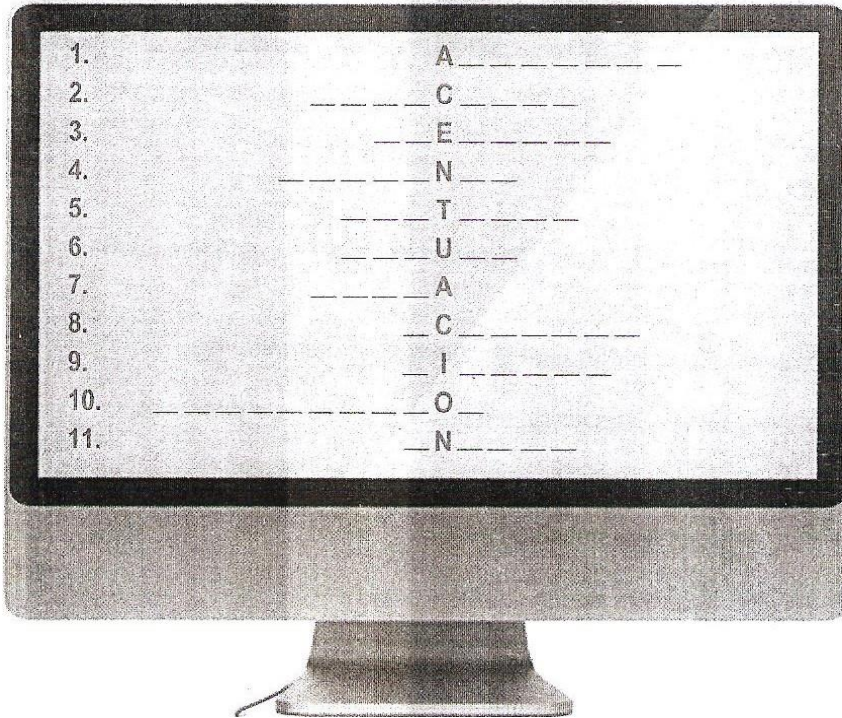 1. A _ _ _ _ _ _ _
2. _ _ _ _ C _ _ _ _
3. _ _ E _ _ _ _ _
4. _ _ _ _ _ N _ _
5. _ _ _ T _ _ _ _
6. _ _ _ U _ _
7. _ _ _ _ A
8. _ C _ _ _ _ _ _
9. _ I _ _ _ _ _
10. _ _ _ _ _ _ _ _ _ O _
11. _ N _ _ _ _